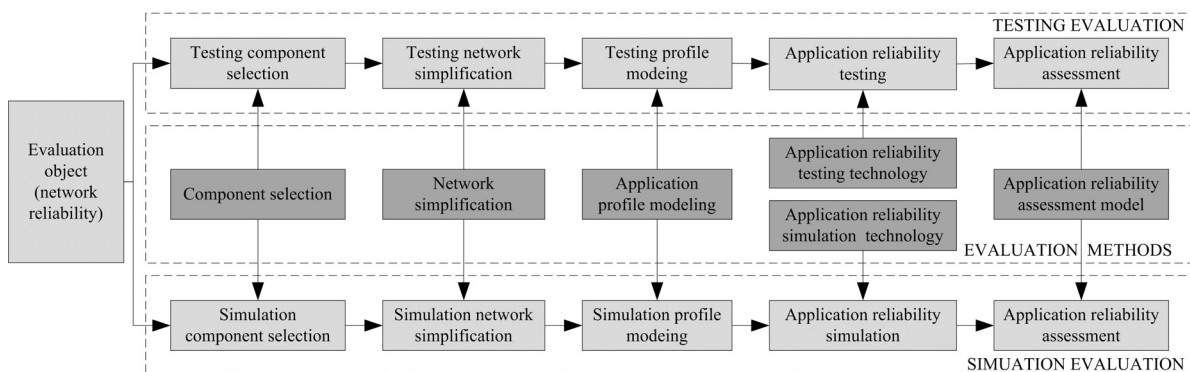 TESTING EVALUATION
Testing component
selection
Testing network
simplification
Testing profile
modeing
Application reliability
testing
Application reliability
assessment
Evaluation
object
(network
reliability)
Component selection
Network
simplification
Application
profile modeling
Application reliability
testing technology
Application reliability
simulation technology
Application reliability
assessment model
EVALUATION METHODS
Simulation
component selection
Simulation network
simplification
Simulation profile
modeing
Application reliability
simulation
Application reliability
assessment
SIMUATION EVALUATION